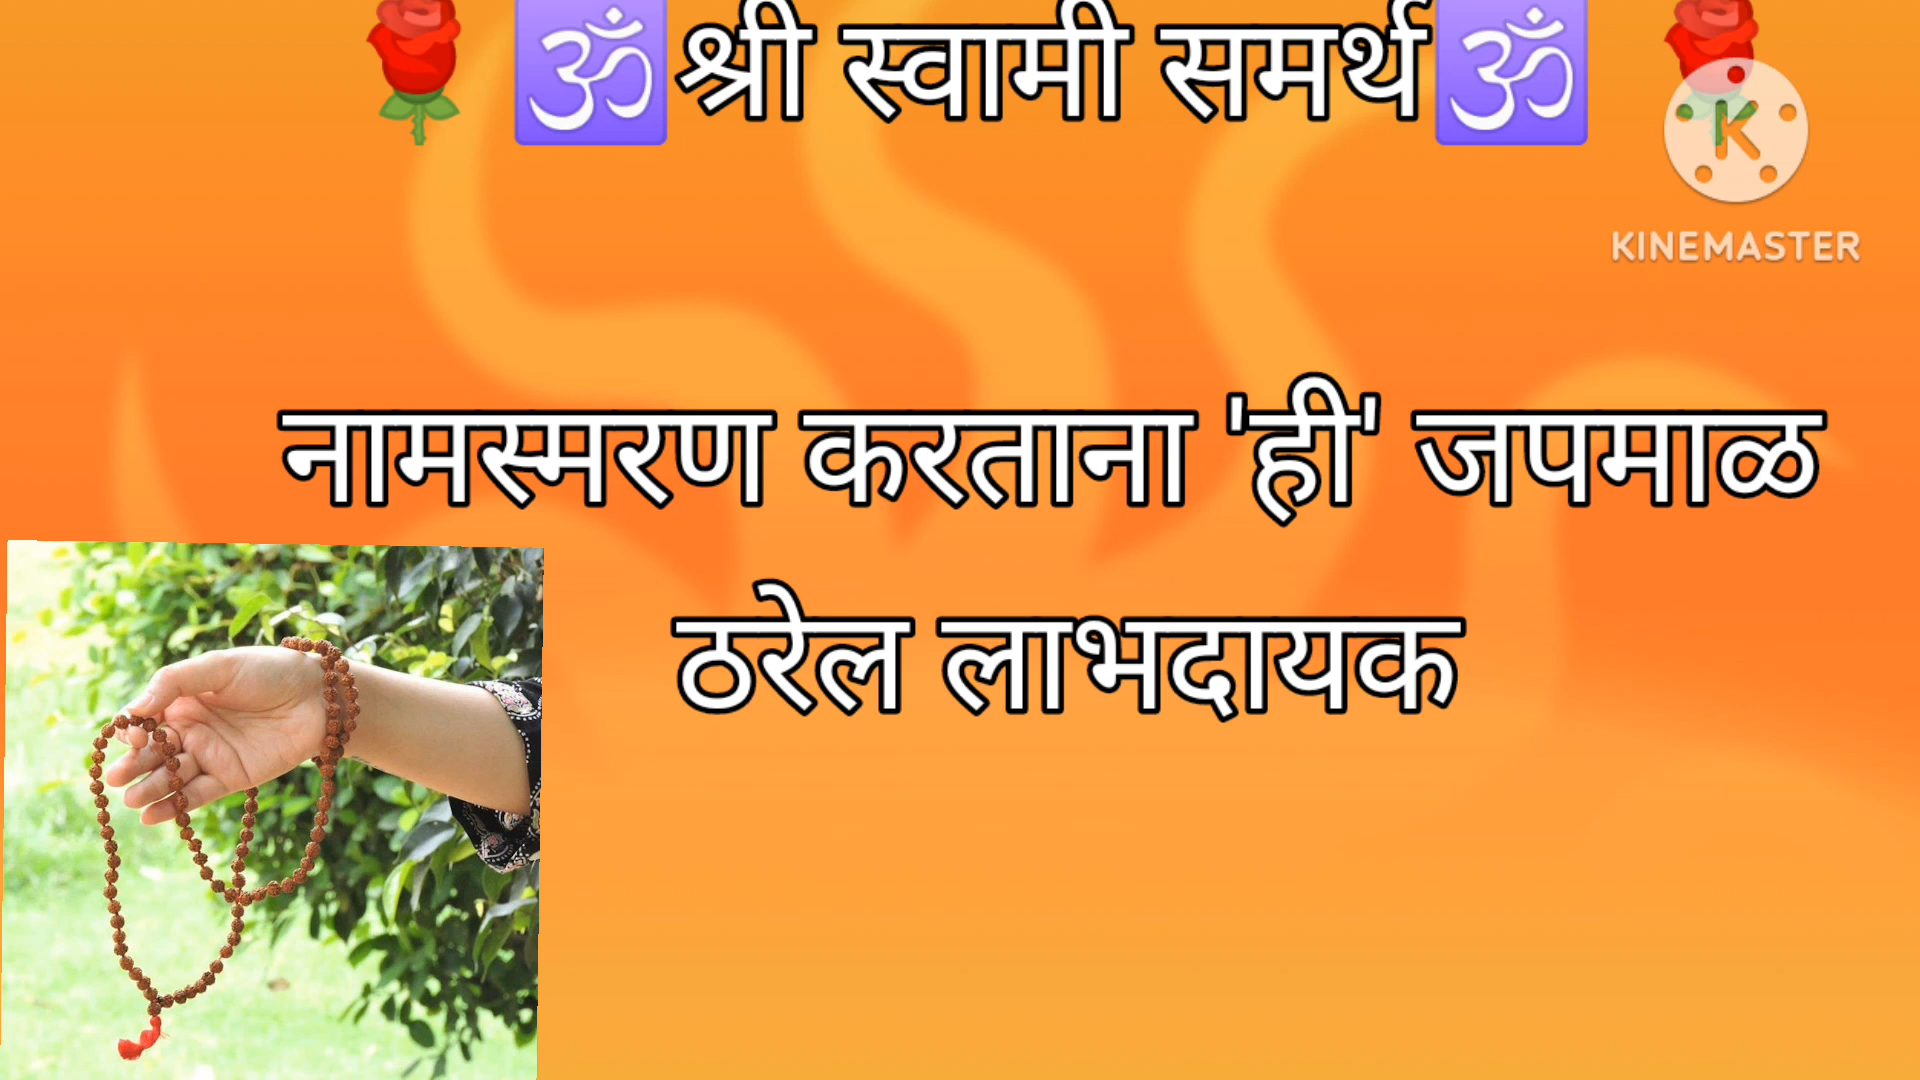 🌹 🕉श्री स्वामी समर्थ🕉 🌹
KINEMASTER
नामस्मरण करताना 'ही' जपमाळ
ठरेल लाभदायक